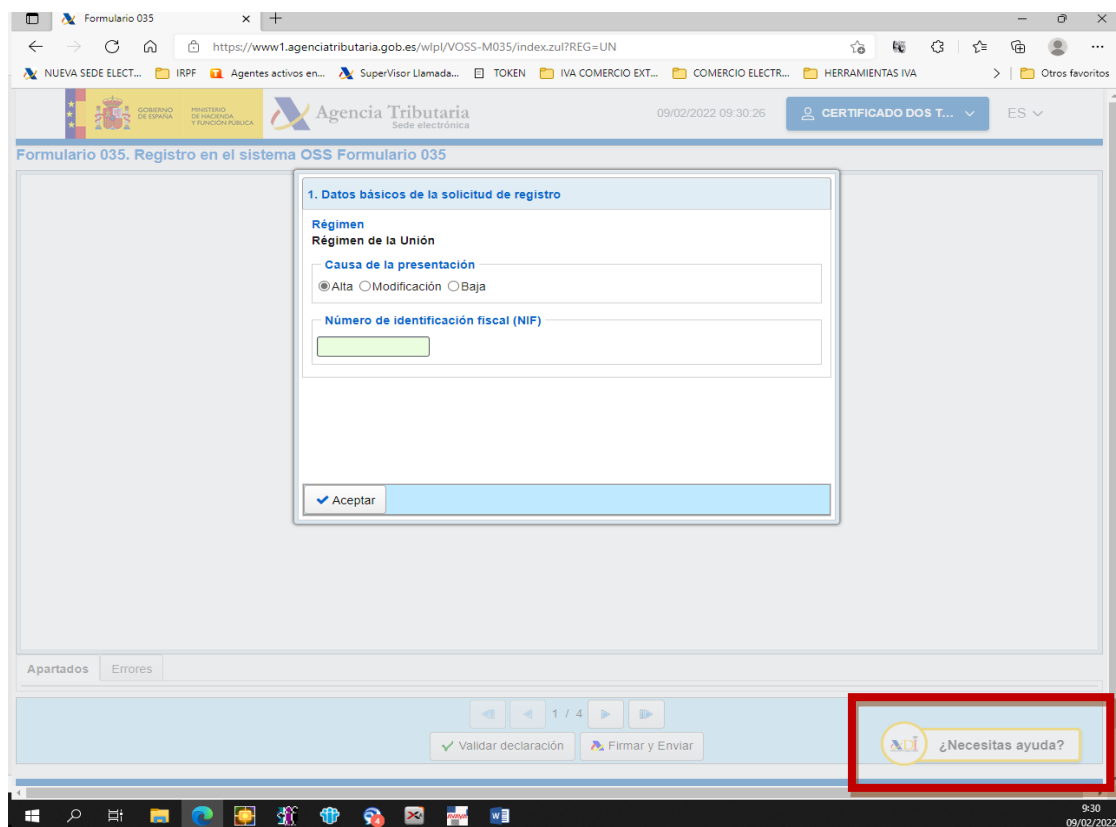 Formulario 035
https://www1.agenciatributaria.gob.es/wlpl/VOSS-M035/index.zul?REG=UN
NUEVA SEDE ELECT... IRPF Agentes activos en... SuperVisor Llamada... TOKEN IVA COMERCIO EXT... COMERCIO ELECTR... HERRAMIENTAS IVA Otros favoritos
GOBIERNO DE ESPAÑA
MINISTERIO DE HACIENDA Y FUNCIÓN PÚBLICA
Agencia Tributaria
Sede electrónica
09/02/2022 09:30:26
CERTIFICADO DOS T...
ES
Formulario 035. Registro en el sistema OSS Formulario 035
1. Datos básicos de la solicitud de registro
Régimen
Régimen de la Unión
Causa de la presentación
Alta Modificación Baja
Número de identificación fiscal (NIF)
Aceptar
Apartados Errores
1 / 4
Validar declaración Firmar y Enviar
ADI ¿Necesitas ayuda?
9:30
09/02/2022